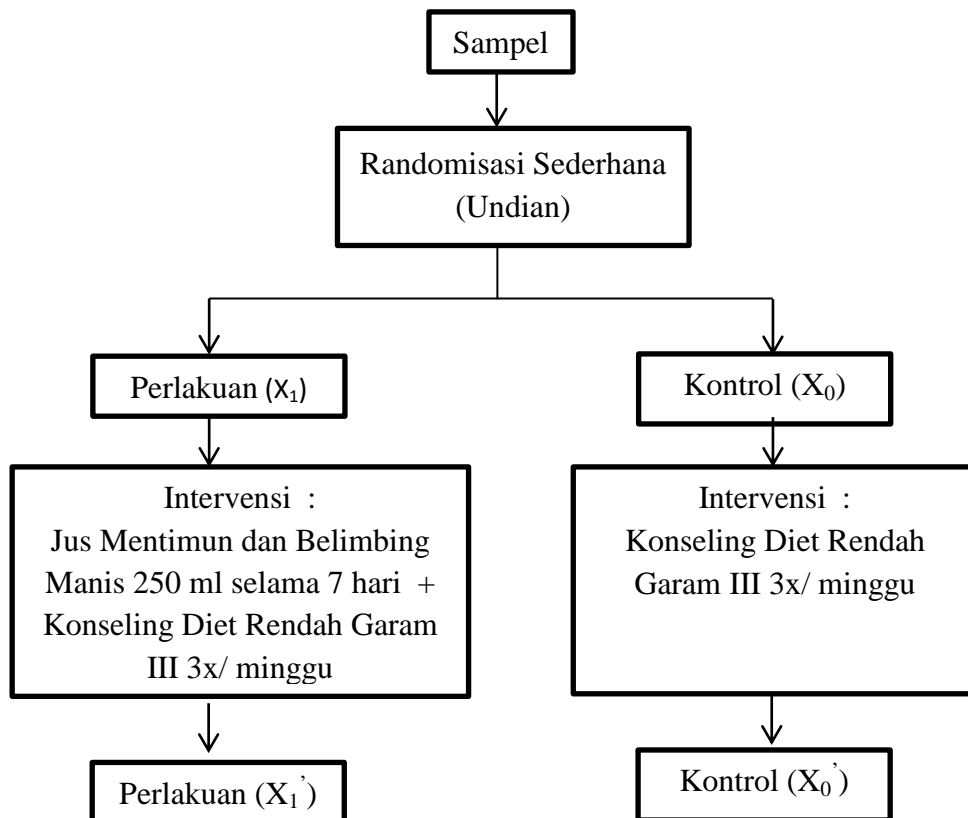 Sampel
Randomisasi Sederhana
(Undian)
Perlakuan (X₁)
Kontrol (X₀)
Intervensi :
Jus Mentimun dan Belimbing
Manis 250 ml selama 7 hari +
Konseling Diet Rendah Garam
III 3x/ minggu
Intervensi :
Konseling Diet Rendah
Garam III 3x/ minggu
Perlakuan (X₁’)
Kontrol (X₀’)